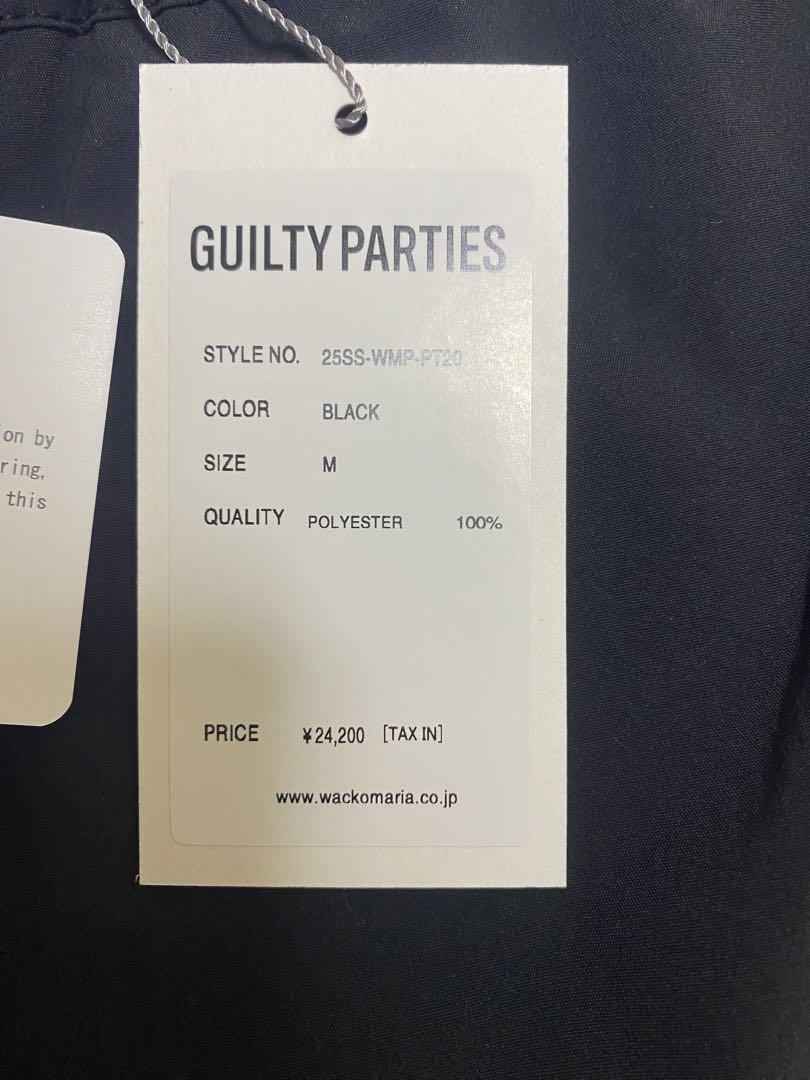 GUILTY PARTIES
STYLE NO. 25SS-WMP-PT20
COLOR BLACK
SIZE M
QUALITY POLYESTER 100%
PRICE ¥24,200 [TAX IN]
www.wackomaria.co.jp
on by
ring,
this